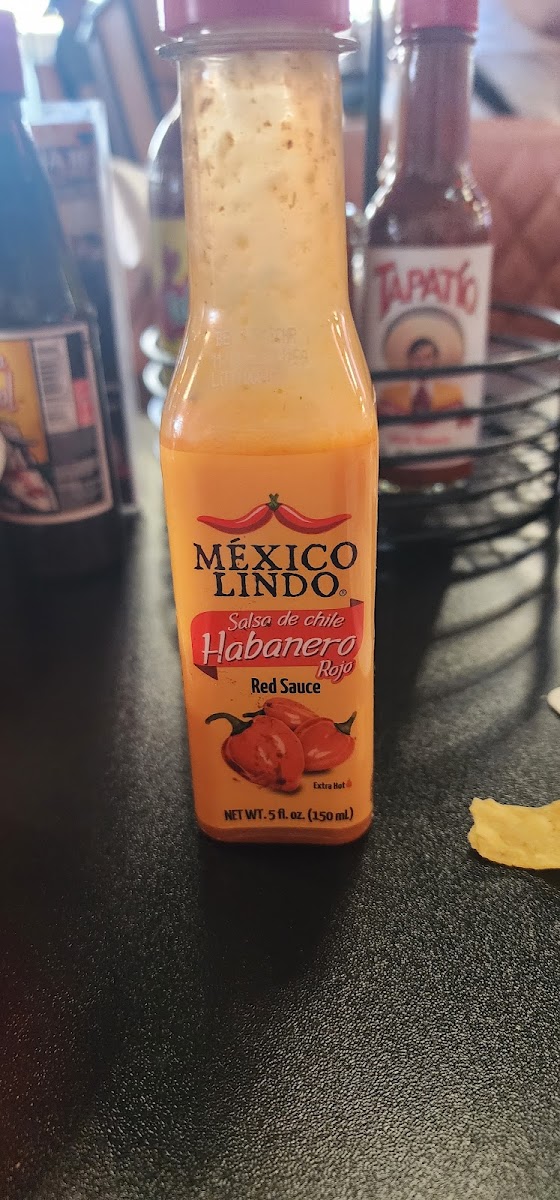 MÉXICO
LINDO®
Salsa de chile
Habanero
Rojo
Red Sauce
Extra Hot
NET WT. 5 fl. oz. (150 ml)
TAPATÍO